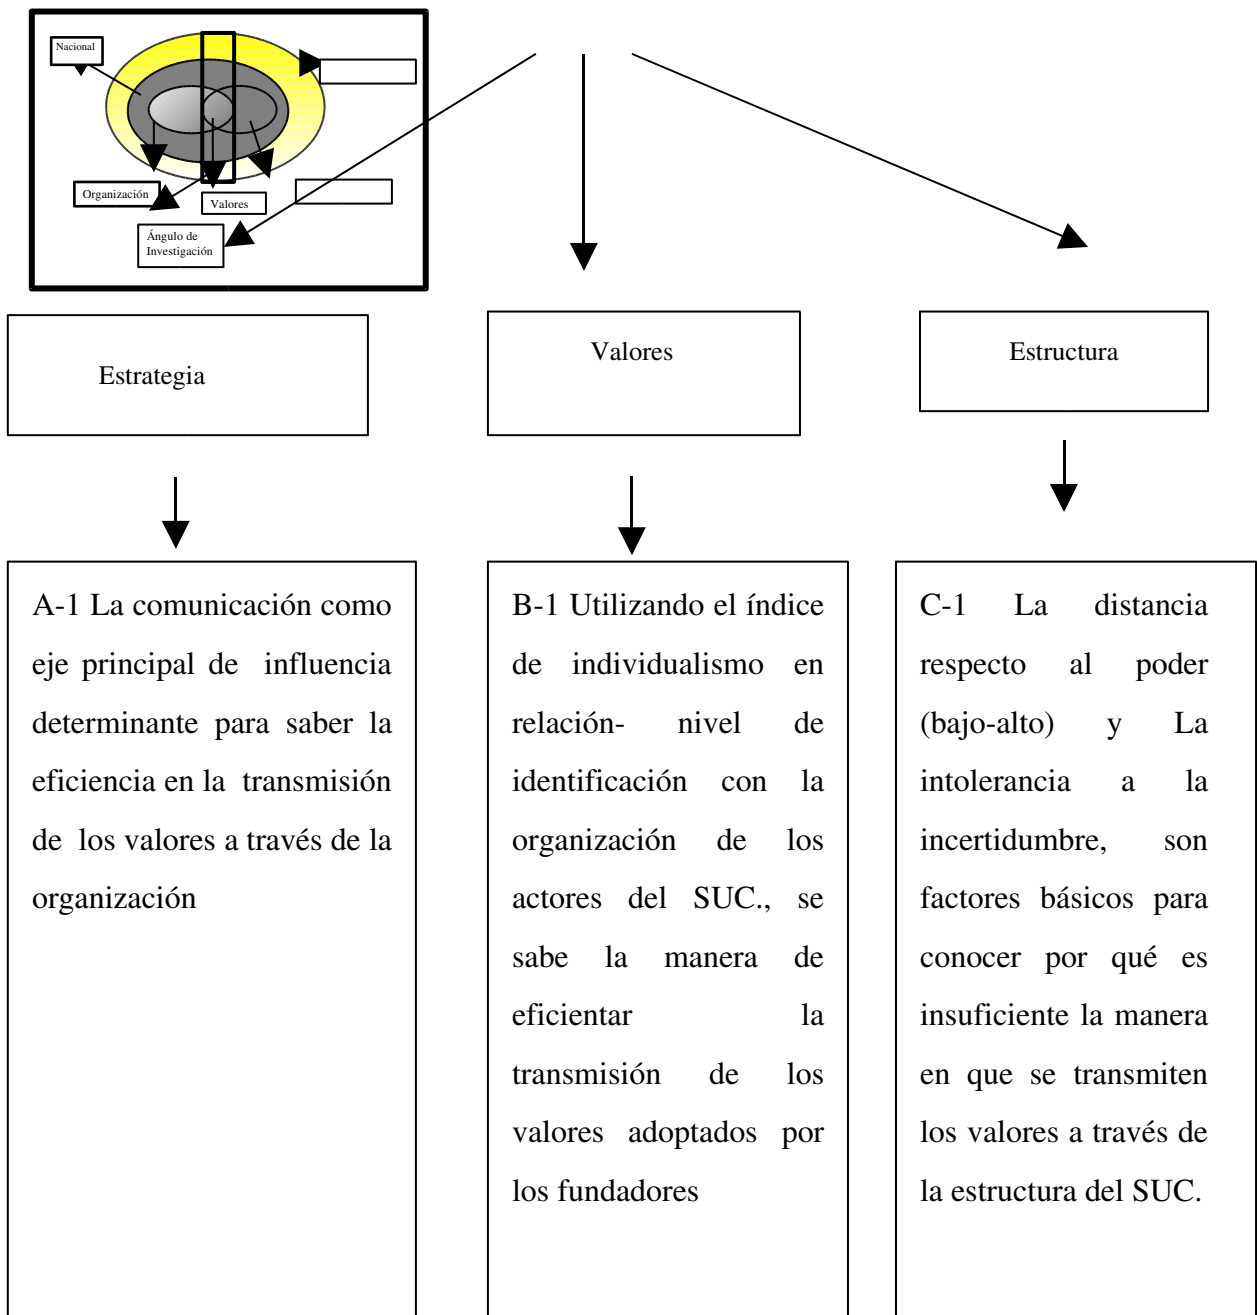 Nacional
Organización
Valores
Ángulo de
Investigación
Estrategia
Valores
Estructura
A-1 La comunicación como
eje principal de influencia
determinante para saber la
eficiencia en la transmisión
de los valores a través de la
organización
B-1 Utilizando el índice
de individualismo en
relación- nivel de
identificación con la
organización de los
actores del SUC., se
sabe la manera de
eficientar la
transmisión de los
valores adoptados por
los fundadores
C-1 La distancia
respecto al poder
(bajo-alto) y La
intolerancia a la
incertidumbre, son
factores básicos para
conocer por qué es
insuficiente la manera
en que se transmiten
los valores a través de
la estructura del SUC.